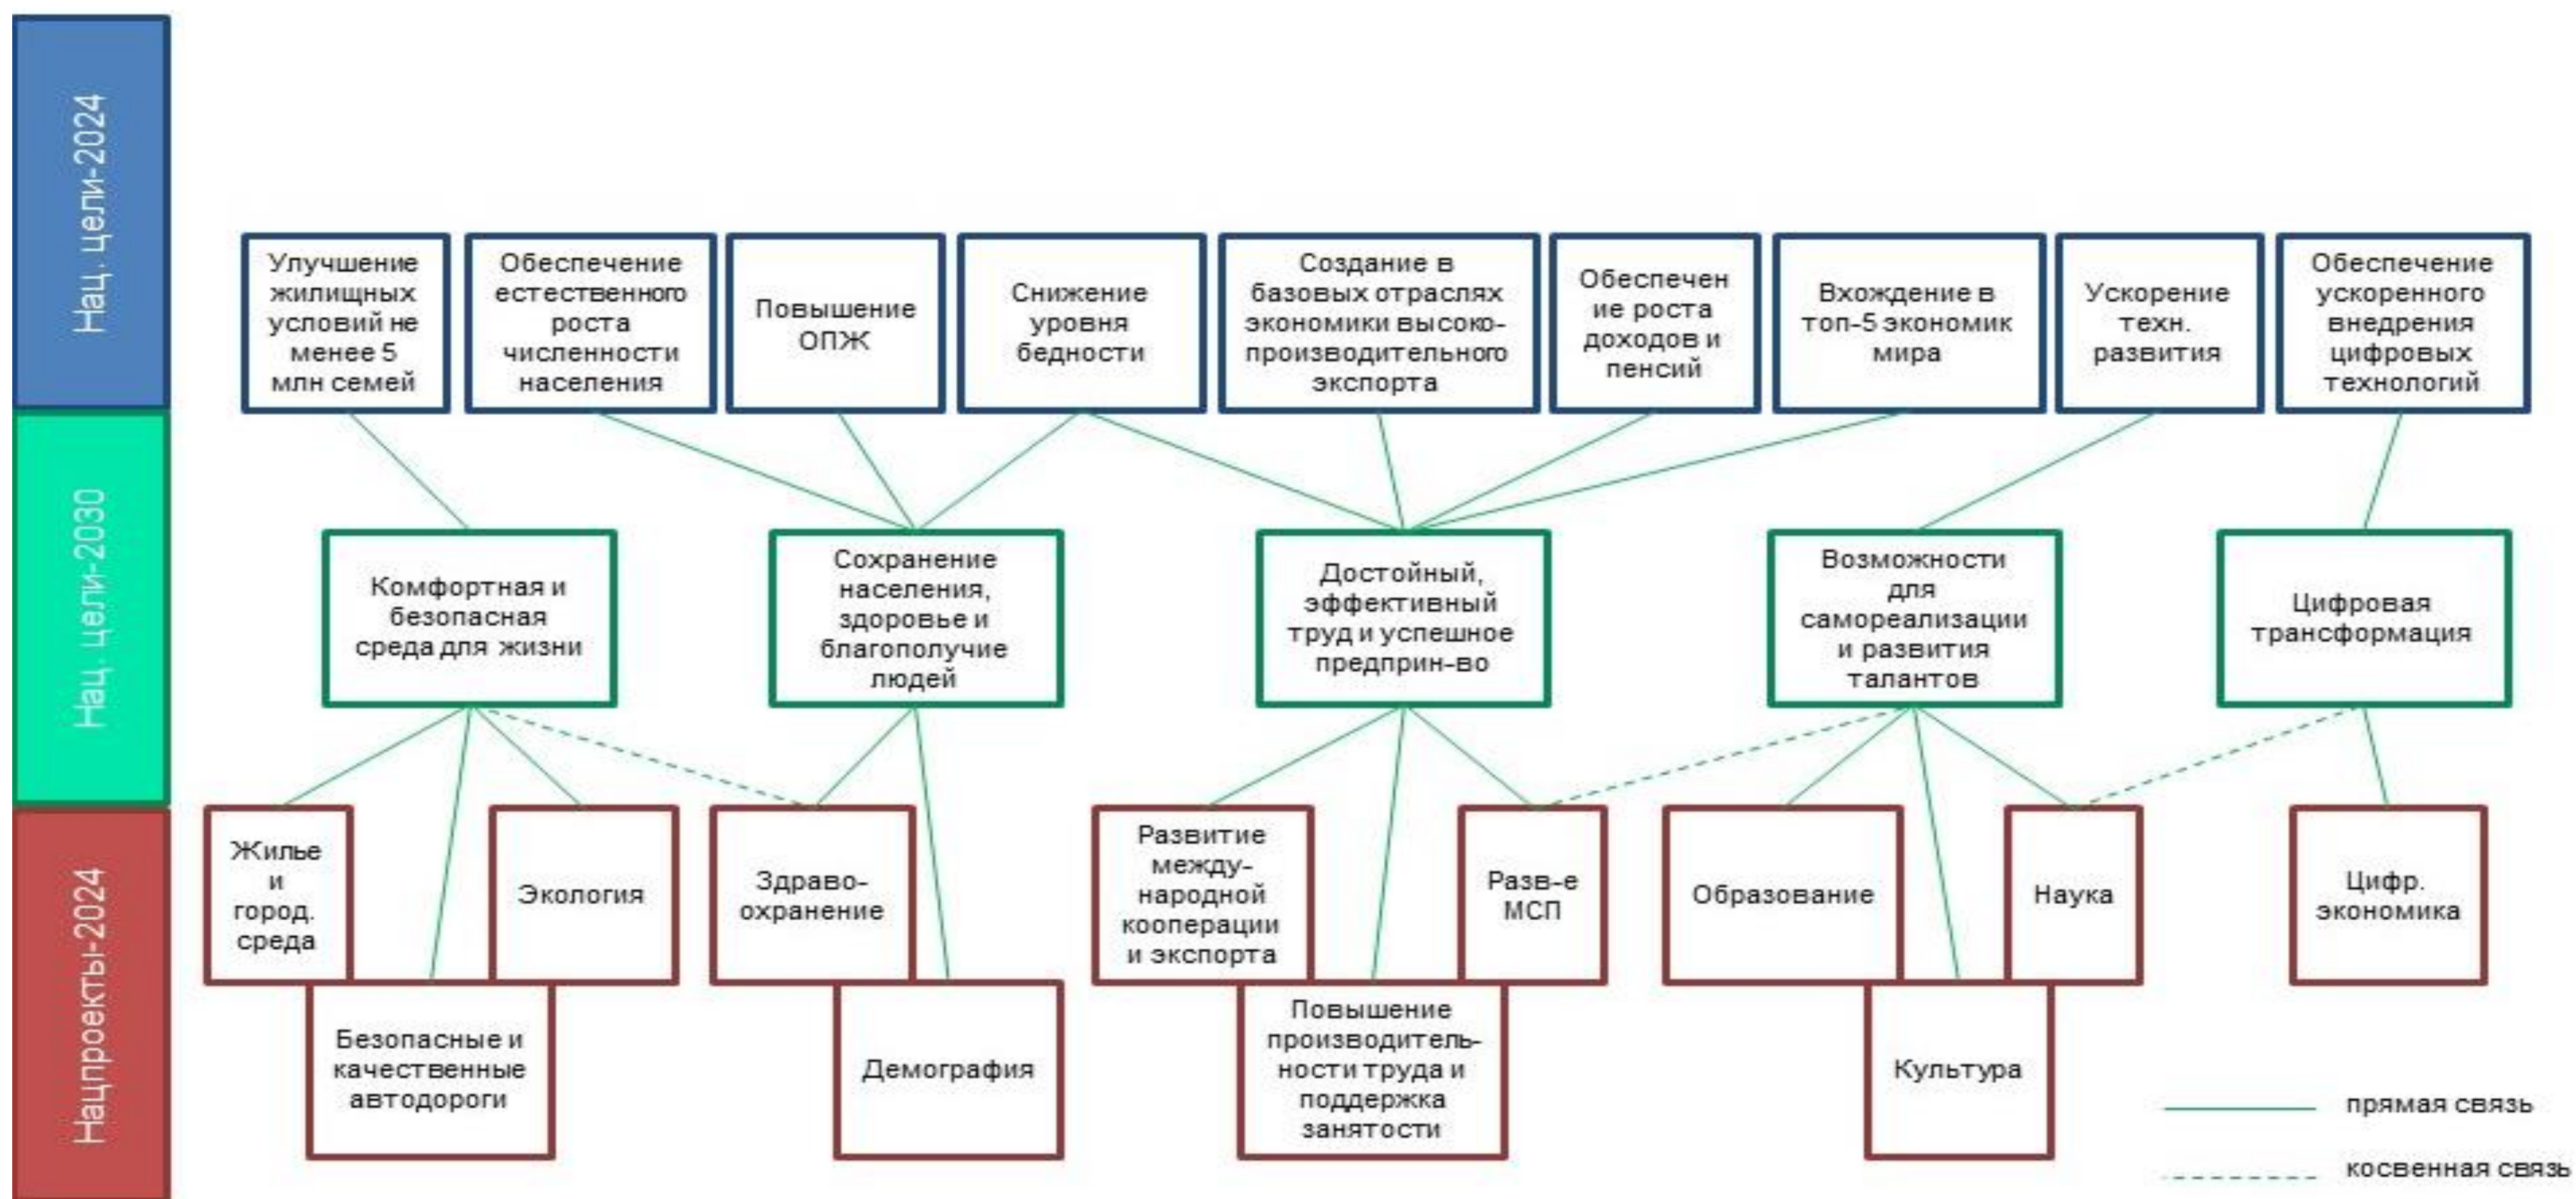 Нац. цели-2024
Улучшение
жилищных
условий не
менее 5
млн семей
Обеспечение
естественного
роста
численности
населения
Повышение
ОПЖ
Снижение
уровня
бедности
Создание в
базовых отраслях
экономики высоко-
производительного
экспорта
Обеспечен
ие роста
доходов и
пенсий
Вхождение в
топ-5 экономик
мира
Ускорение
техн.
развития
Обеспечение
ускоренного
внедрения
цифровых
технологий
Нац. цели-2030
Комфортная и
безопасная
среда для жизни
Сохранение
населения,
здоровье и
благополучие
людей
Достойный,
эффективный
труд и успешное
предприн-во
Возможности
для
самореализации
и развития
талантов
Цифровая
трансформация
Нацпроекты-2024
Жилье
и
город.
среда
Экология
Здраво-
охранение
Развитие
между-
народной
кооперации
и экспорта
Разв-е
МСП
Образование
Наука
Цифр.
экономика
Безопасные и
качественные
автодороги
Демография
Повышение
производитель-
ности труда и
поддержка
занятости
Культура
прямая связь
косвенная связь